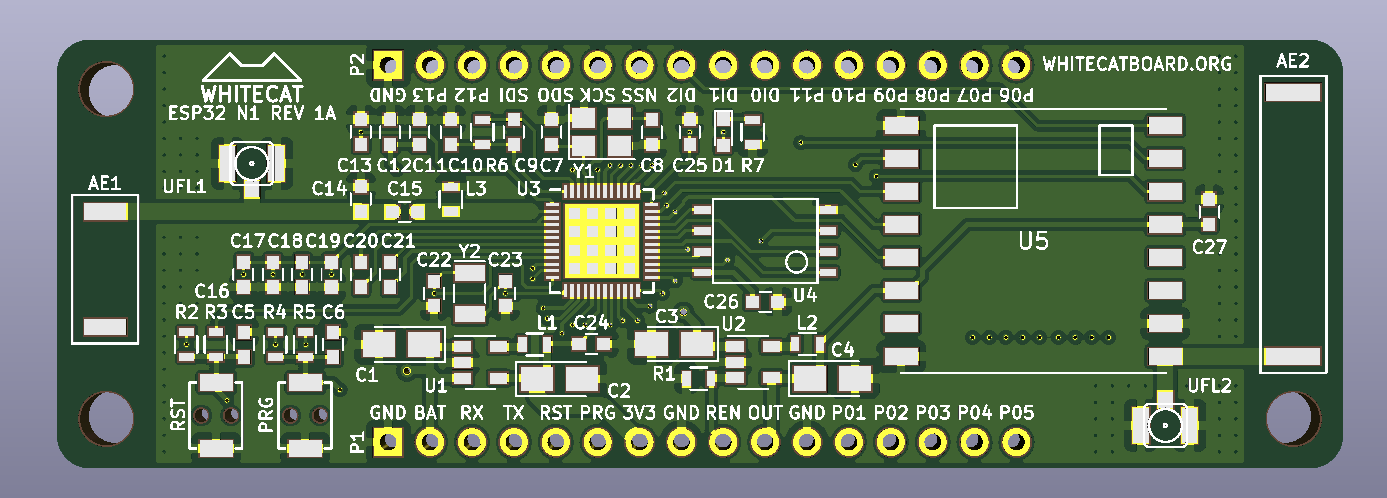 P2
WHITECATBOARD.ORG
AE2
WHITECAT
ESP32 N1 REV 1A
GND P13 P12 SDI SDO SCK NSS DI2 DI1 DI0 P11 P10 P09 P08 P07 P06
C13 C12 C11 C10 R6 C9 C7 Y1 C8 C25 D1 R7
UFL1
AE1
C14 C15 L3 U3
C17 C18 C19 C20 C21
Y2
C22 C23
U5
C27
C16
C26 U4
R2 R3 C5 R4 R5 C6
L1 C24 C3 U2 L2
C1 U1 C2 R1 C4
UFL2
RST PRG
GND BAT RX TX RST PRG 3V3 GND REN OUT GND P01 P02 P03 P04 P05
P1